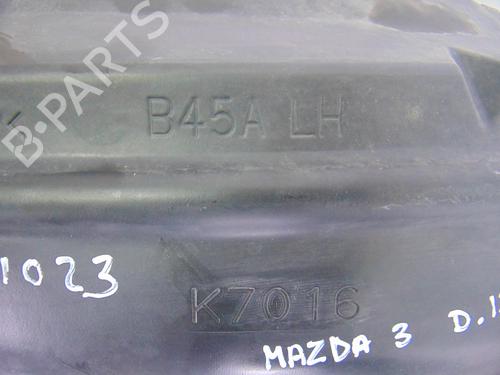 B-PARTS
B45A LH
1023
K7016
MAZDA 3 D.1